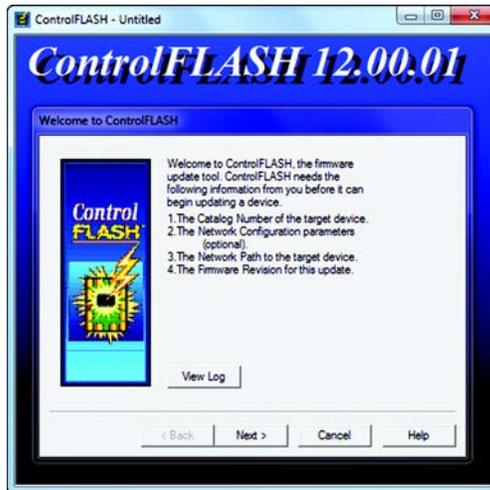 ControlFLASH - Untitled
ControlFLASH 12.00.01
Welcome to ControlFLASH
Control
FLASH
Welcome to ControlFLASH, the firmware
update tool. ControlFLASH needs the
following information from you before it can
begin updating a device.
1.The Catalog Number of the target device.
2.The Network Configuration parameters
(optional).
3.The Network Path to the target device.
4.The Firmware Revision for this update.
View Log
< Back
Next >
Cancel
Help